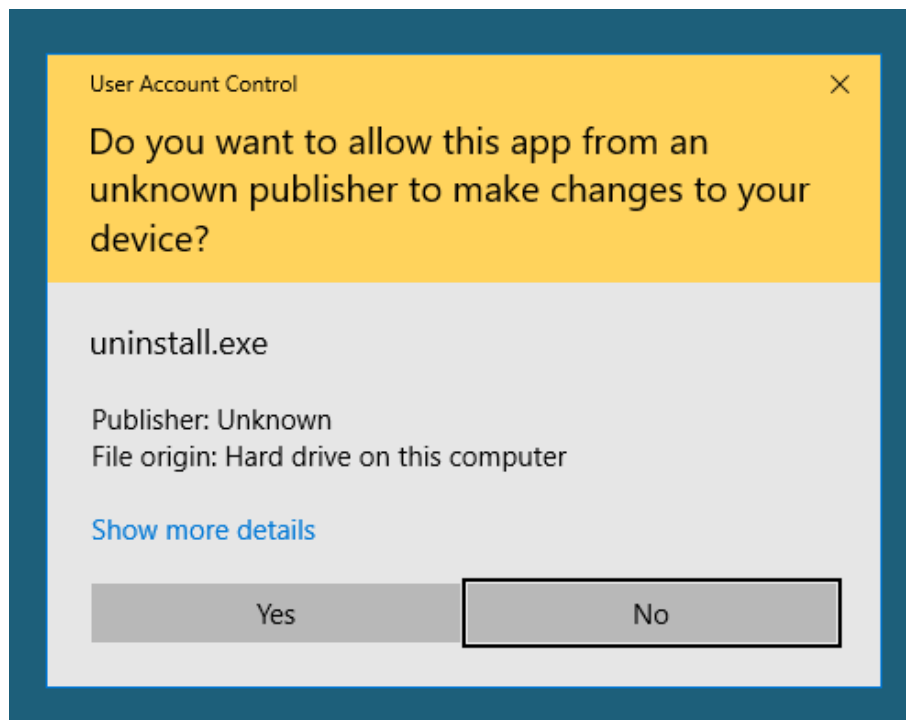 User Account Control
Do you want to allow this app from an
unknown publisher to make changes to your
device?
uninstall.exe
Publisher: Unknown
File origin: Hard drive on this computer
Show more details
Yes
No